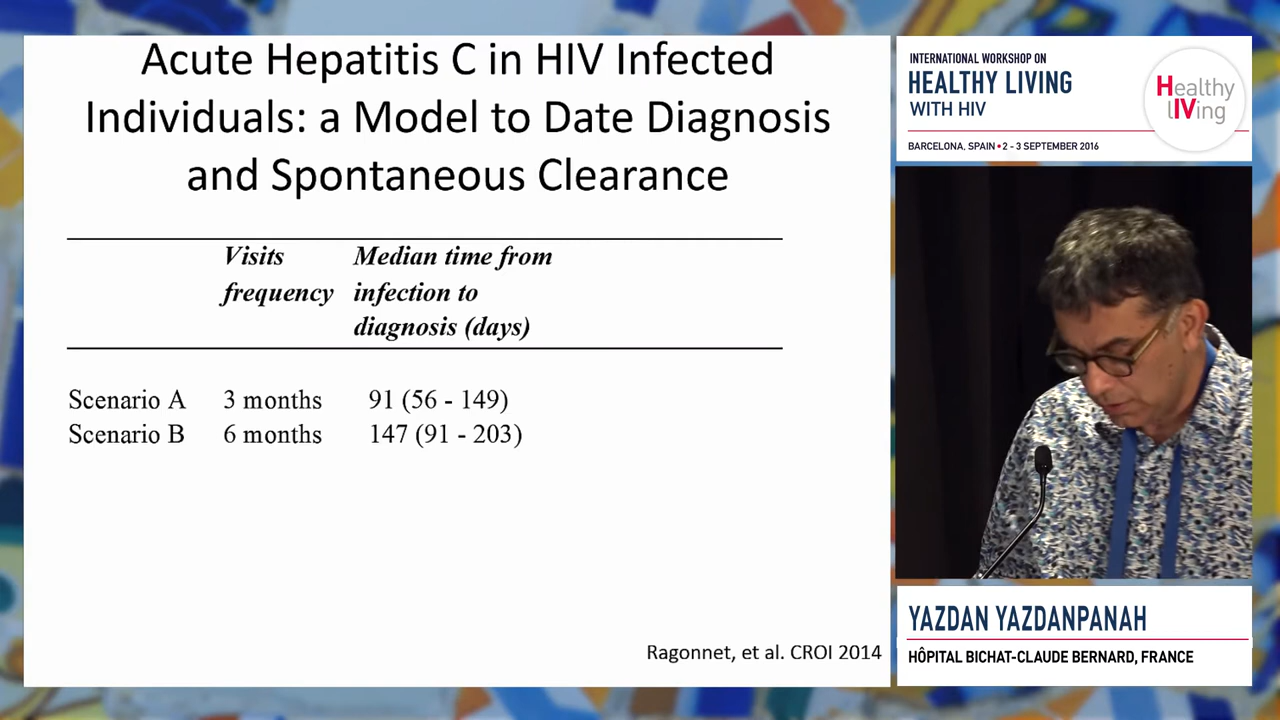 Acute Hepatitis C in HIV Infected
Individuals: a Model to Date Diagnosis
and Spontaneous Clearance
Visits frequency
Median time from infection to diagnosis (days)
Scenario A 3 months 91 (56 - 149)
Scenario B 6 months 147 (91 - 203)
Ragonnet, et al. CROI 2014
INTERNATIONAL WORKSHOP ON
HEALTHY LIVING
WITH HIV
BARCELONA, SPAIN • 2 - 3 SEPTEMBER 2016
Healthy
lIVing
YAZDAN YAZDANPANAH
HÔPITAL BICHAT-CLAUDE BERNARD, FRANCE